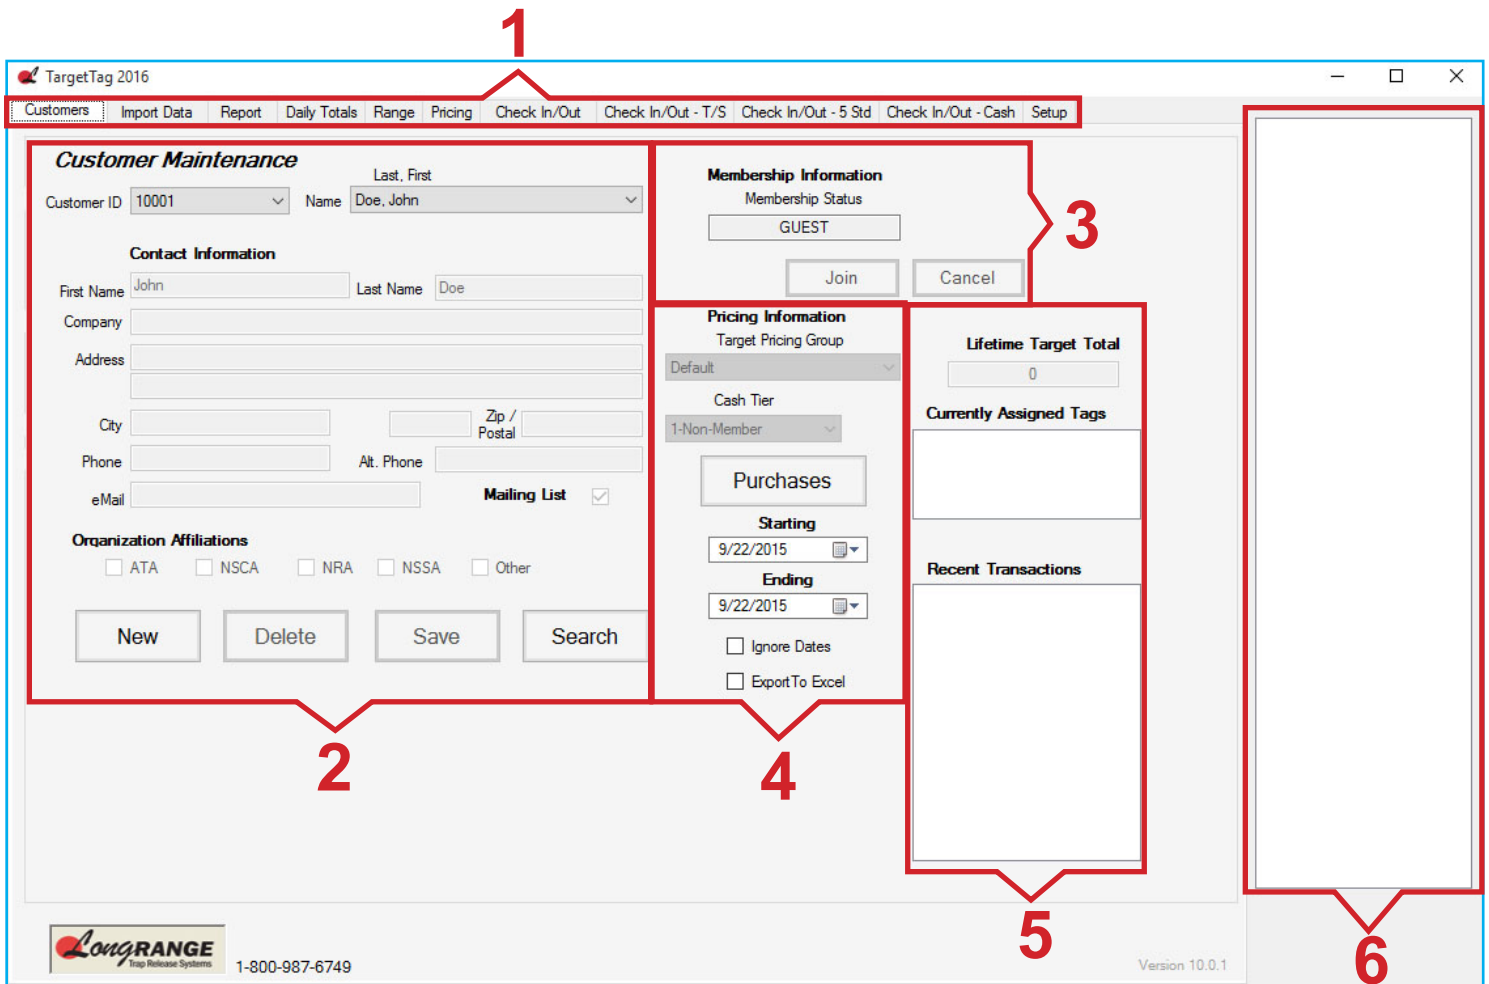 1
TargetTag 2016
Customers Import Data Report Daily Totals Range Pricing Check In/Out Check In/Out - T/S Check In/Out - 5 Std Check In/Out - Cash Setup
Customer Maintenance
Last, First
Customer ID 10001 Name Doe, John
Contact Information
First Name John Last Name Doe
Company
Address
City Zip / Postal
Phone Alt. Phone
eMail Mailing List
Organization Affiliations
ATA NSCA NRA NSSA Other
New Delete Save Search
2
Membership Information
Membership Status
GUEST
Join Cancel
3
Pricing Information
Target Pricing Group
Default
Cash Tier
1-Non-Member
Purchases
Starting
9/22/2015
Ending
9/22/2015
Ignore Dates
ExportTo Excel
4
Lifetime Target Total
0
Currently Assigned Tags
Recent Transactions
5
6
LongRANGE
Trap Release Systems
1-800-987-6749
Version 10.0.1